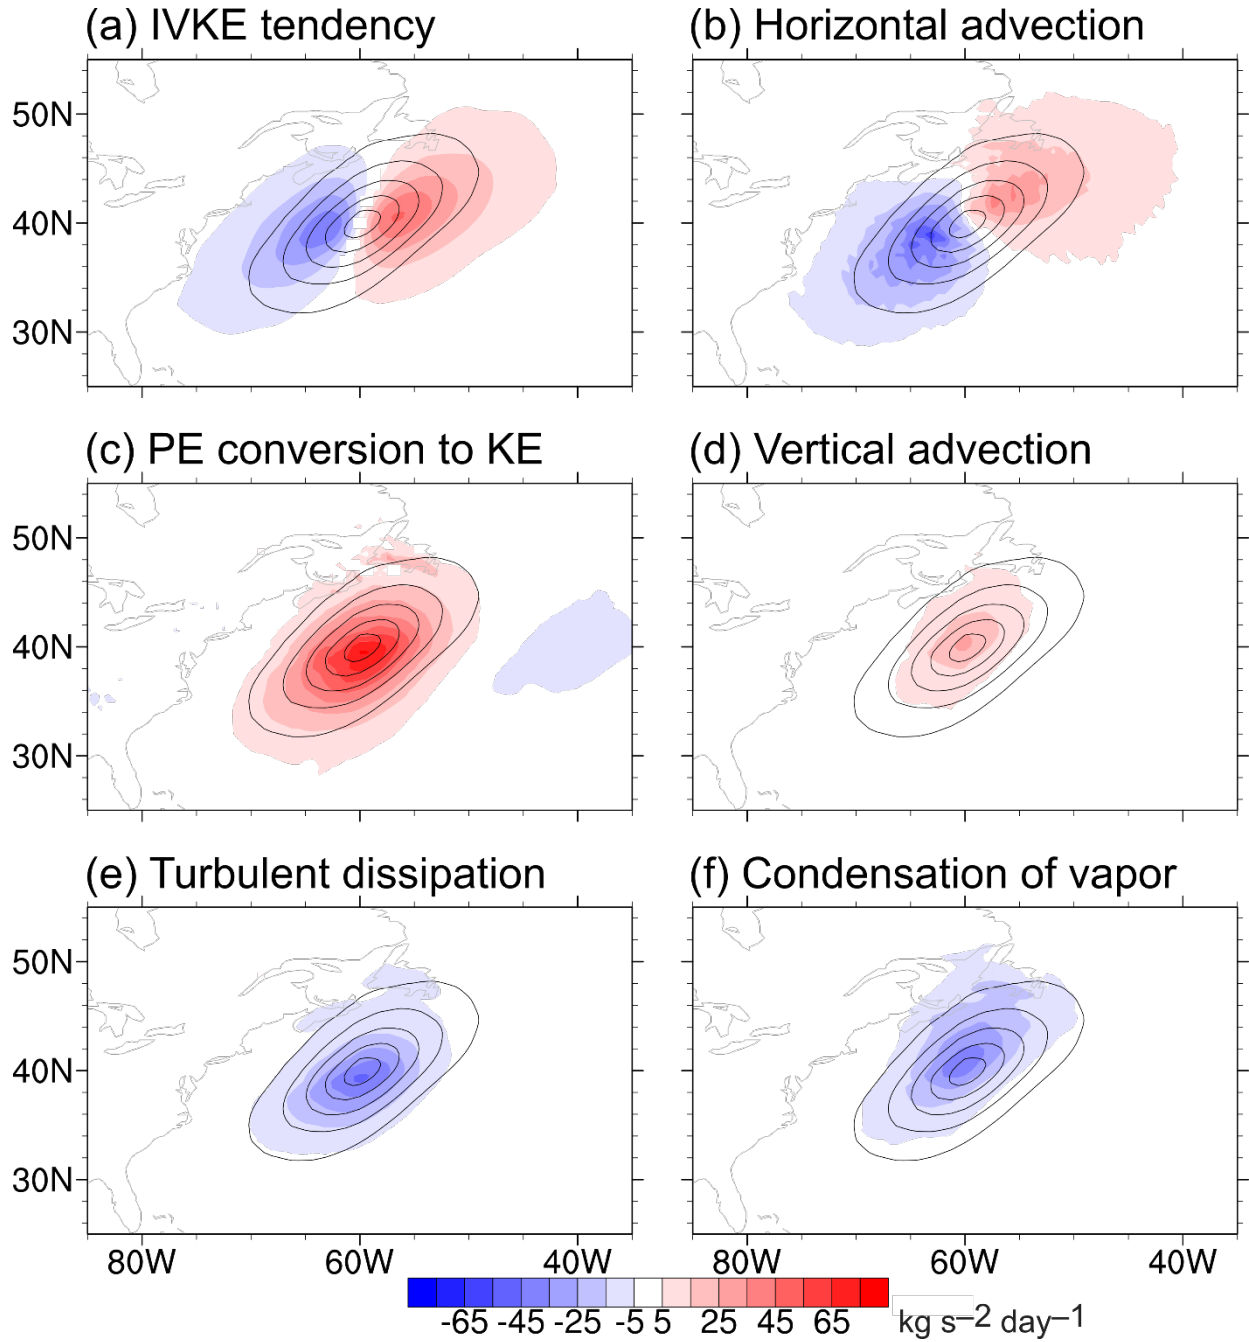 (a) IVKE tendency
(b) Horizontal advection
50N
40N
30N
(c) PE conversion to KE
(d) Vertical advection
50N
40N
30N
(e) Turbulent dissipation
(f) Condensation of vapor
50N
40N
30N
80W 60W 40W 80W 60W 40W
-65 -45 -25 -5 5 25 45 65 kg s⁻² day⁻¹